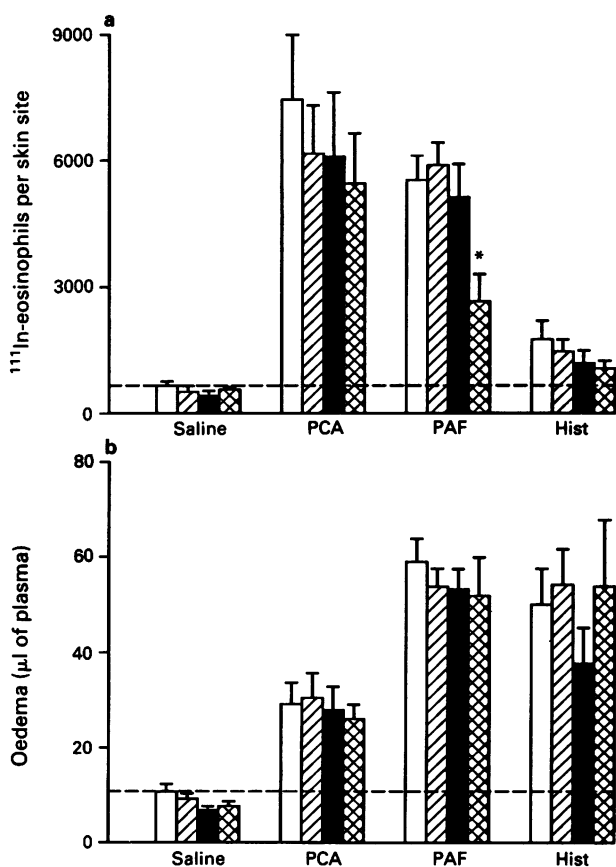 a
9000
6000
3000
0
¹¹¹In-eosinophils per skin site
*
Saline PCA PAF Hist
b
80
60
40
20
0
Oedema (μl of plasma)
Saline PCA PAF Hist